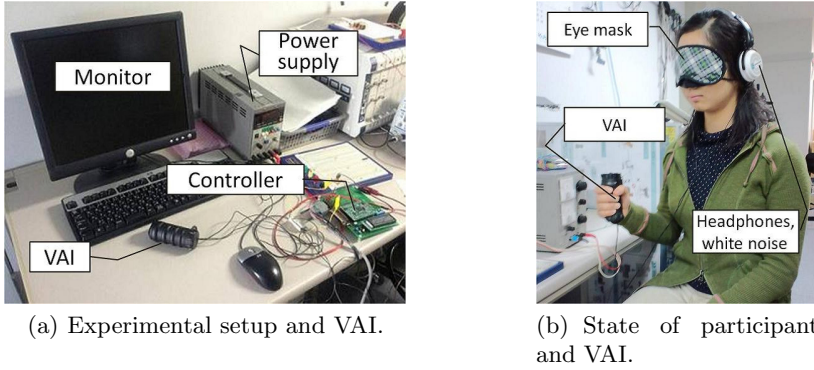 Monitor
Power
supply
Controller
VAI
(a) Experimental setup and VAI.
Eye mask
VAI
Headphones,
white noise
(b) State of participant
and VAI.